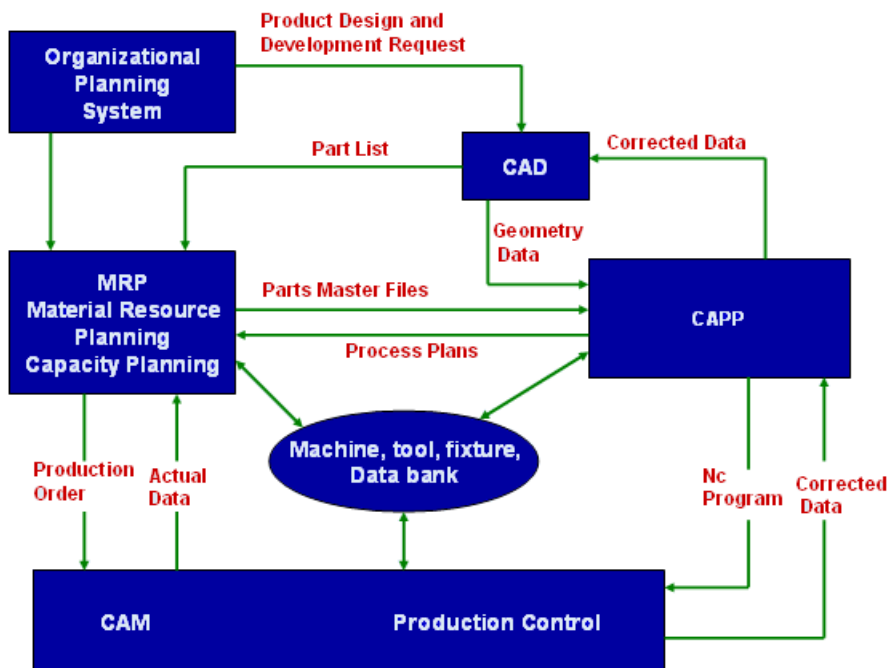 Product Design and
Development Request
Organizational
Planning
System
Part List
CAD
Corrected Data
Geometry
Data
MRP
Material Resource
Planning
Capacity Planning
Parts Master Files
CAPP
Process Plans
Machine, tool, fixture,
Data bank
Production
Order
Actual
Data
Nc
Program
Corrected
Data
CAM
Production Control